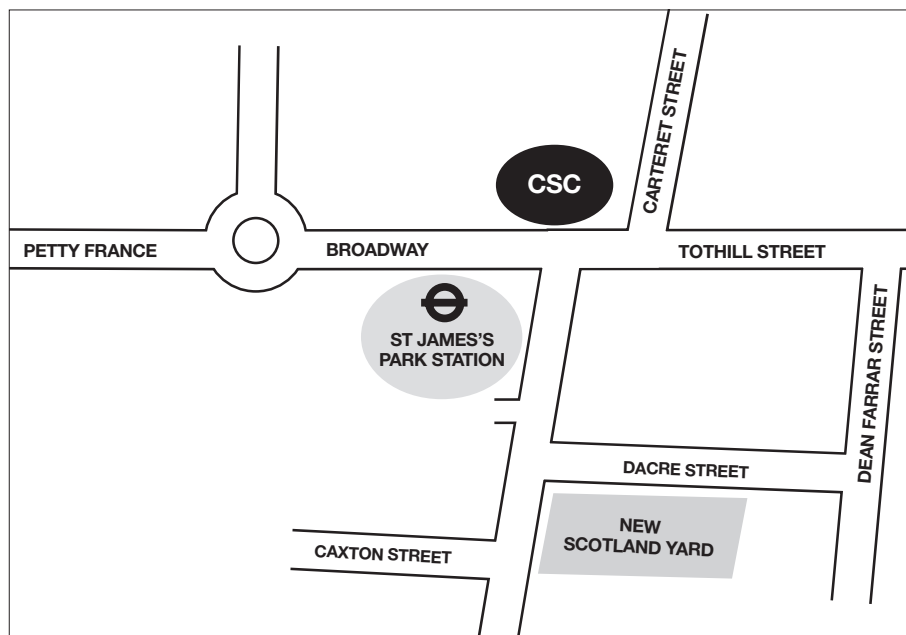 CARTERET STREET
CSC
PETTY FRANCE
BROADWAY
TOTHILL STREET
ST JAMES'S
PARK STATION
DEAN FARRAR STREET
DACRE STREET
NEW
SCOTLAND YARD
CAXTON STREET